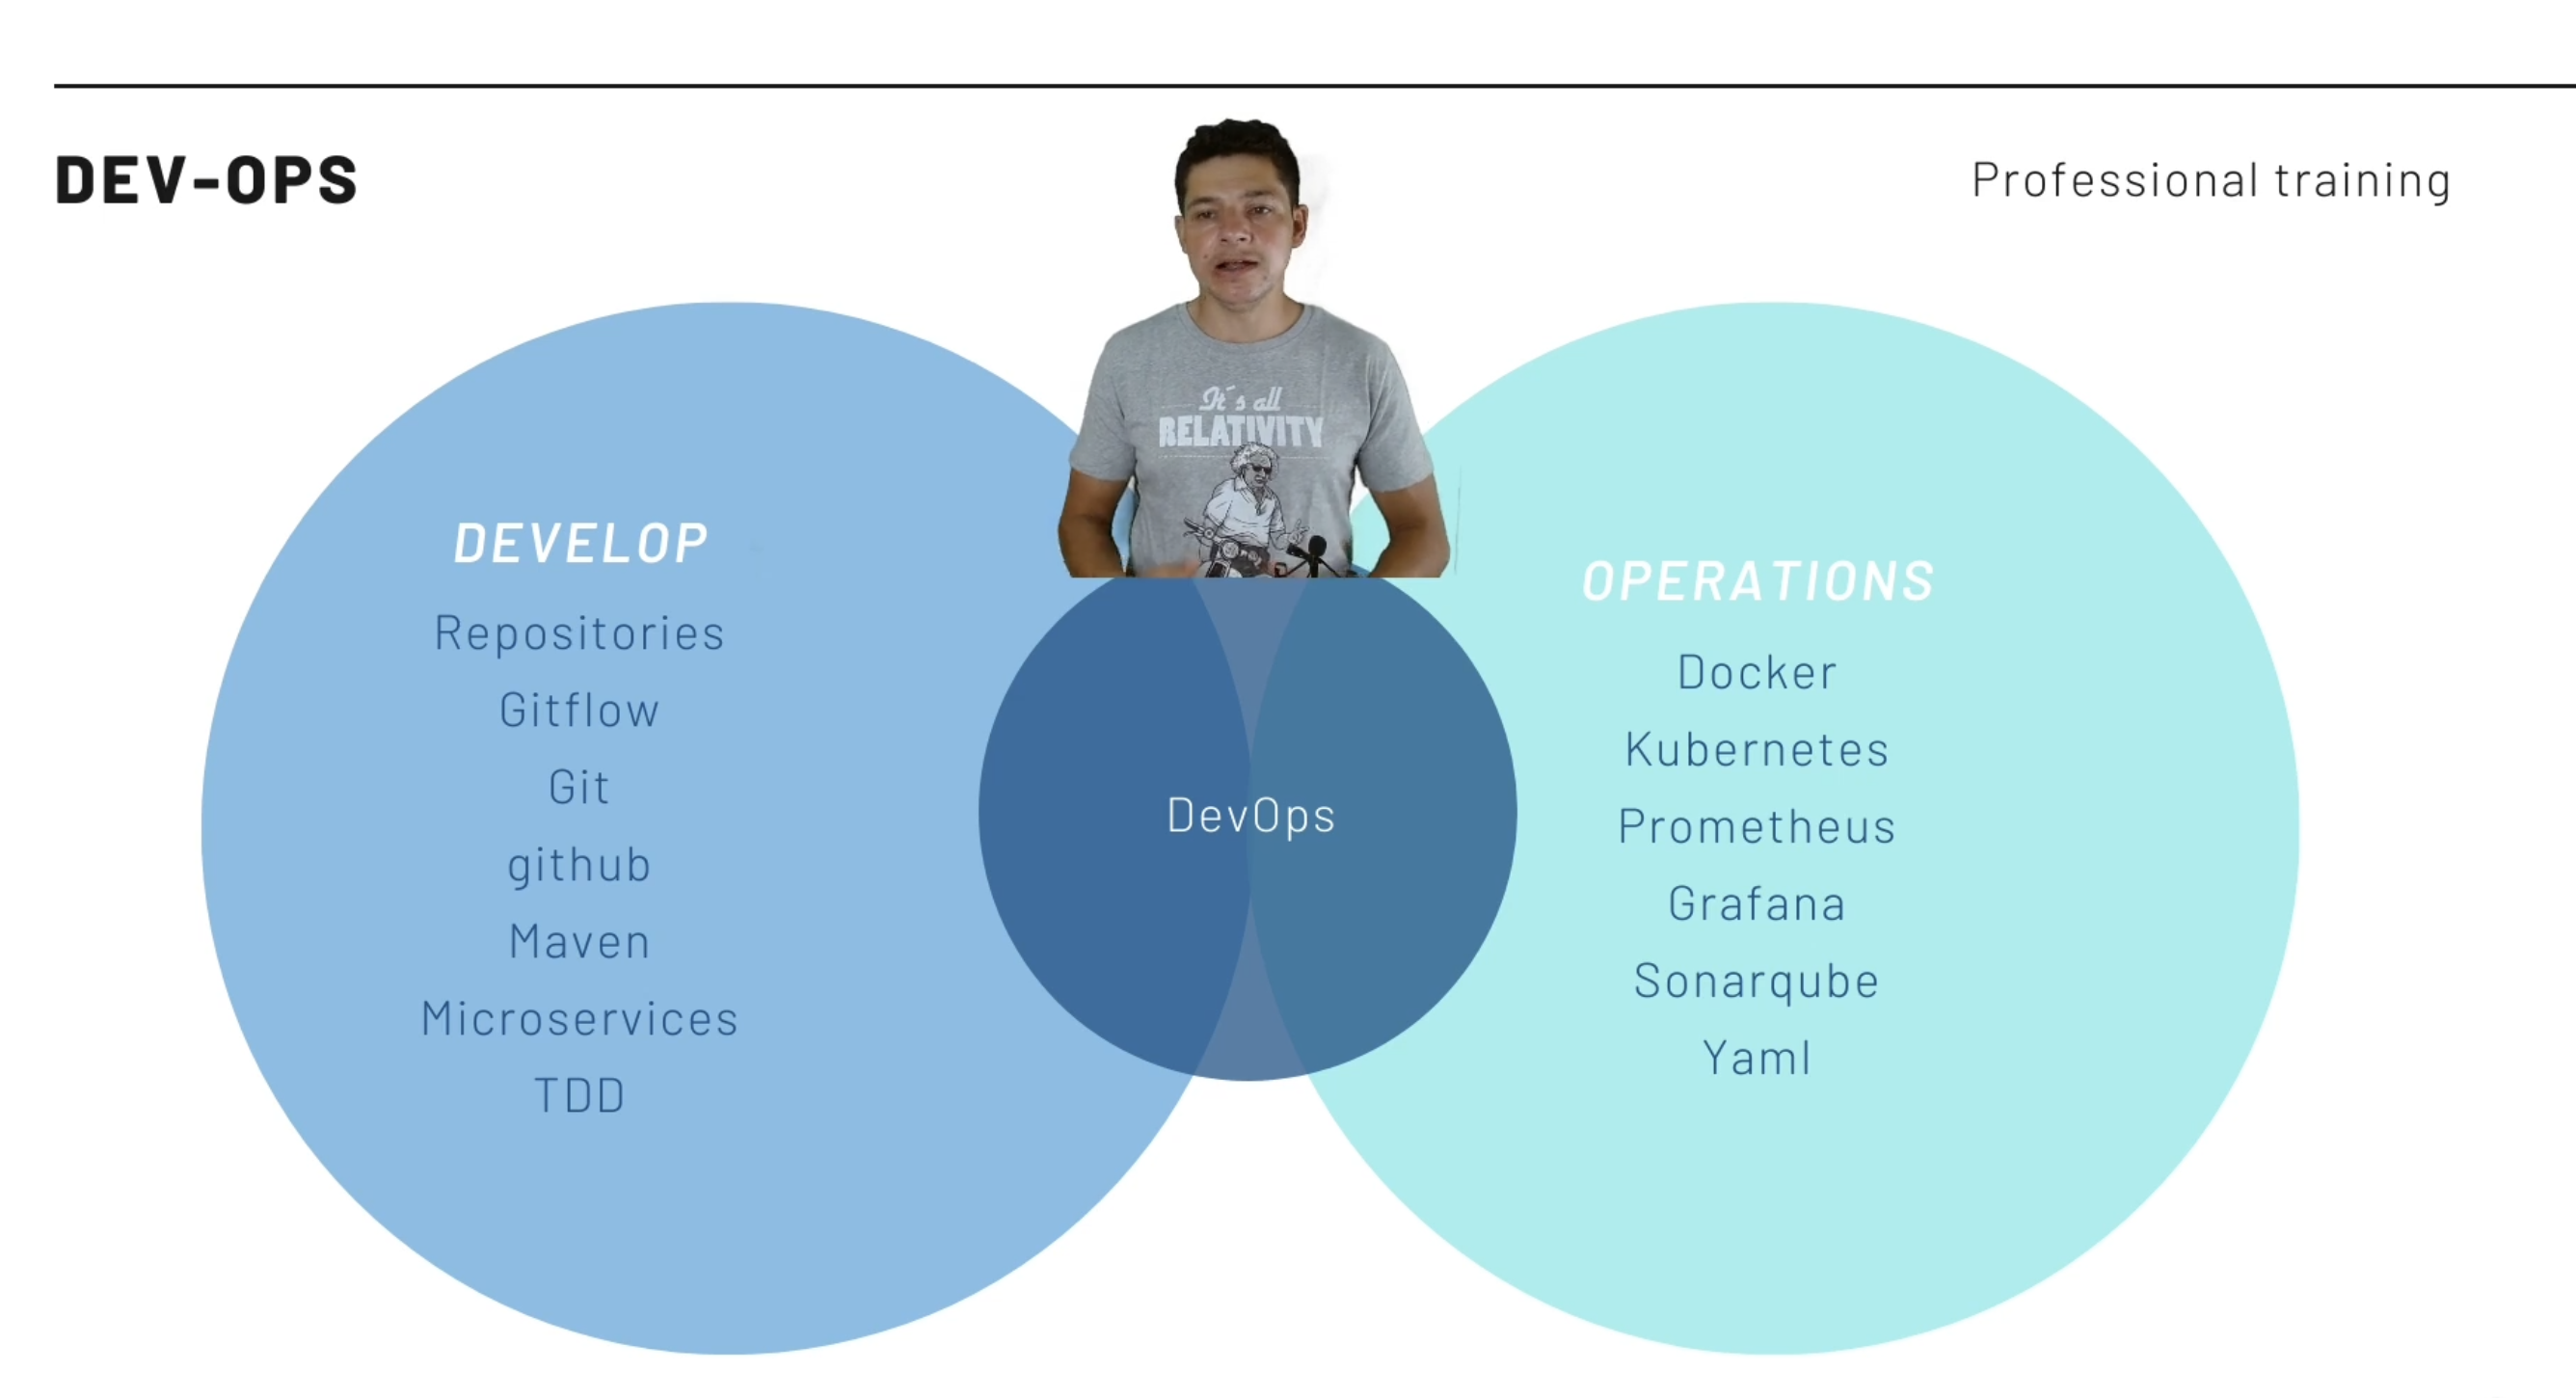 DEV-OPS
Professional training
It's all
RELATIVITY
DEVELOP
Repositories
Gitflow
Git
github
Maven
Microservices
TDD
DevOps
OPERATIONS
Docker
Kubernetes
Prometheus
Grafana
Sonarqube
Yaml